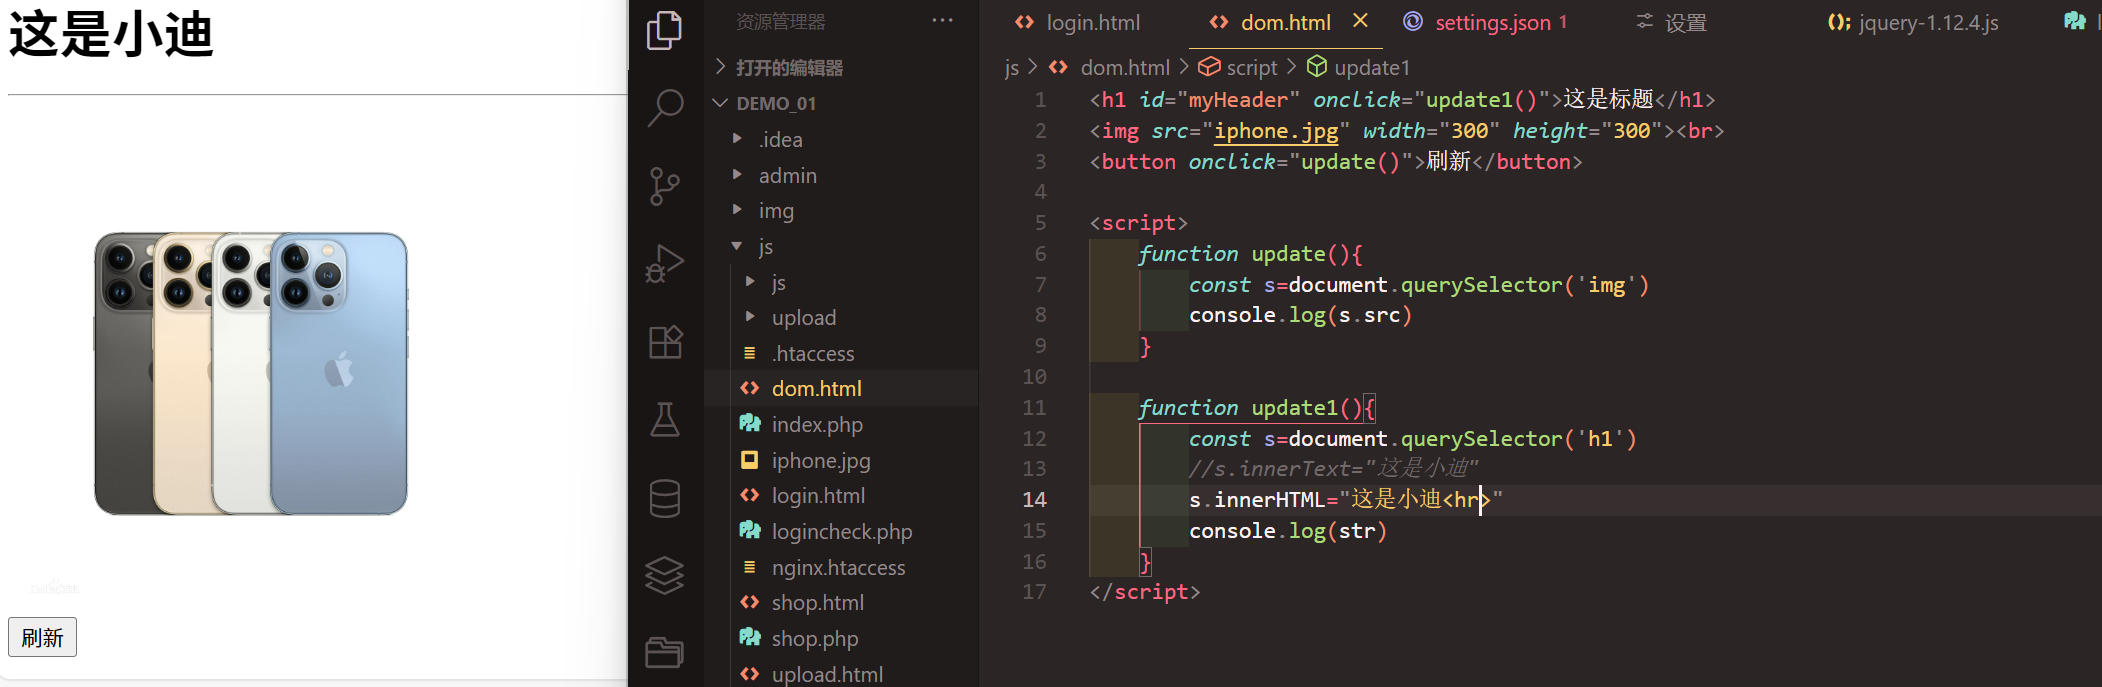 这是小迪
刷新
资源管理器
打开的编辑器
DEMO_01
.idea
admin
img
js
js
upload
.htaccess
dom.html
index.php
iphone.jpg
login.html
logincheck.php
nginx.htaccess
shop.html
shop.php
upload.html
login.html
dom.html
settings.json 1
设置
jquery-1.12.4.js
js > dom.html > script > update1
1 <h1 id="myHeader" onclick="update1()">这是标题</h1>
2 <img src="iphone.jpg" width="300" height="300"><br>
3 <button onclick="update()">刷新</button>
4
5 <script>
6 function update(){
7 const s=document.querySelector('img')
8 console.log(s.src)
9 }
10
11 function update1(){
12 const s=document.querySelector('h1')
13 //s.innerText="这是小迪"
14 s.innerHTML="这是小迪<hr>"
15 console.log(str)
16 }
17 </script>